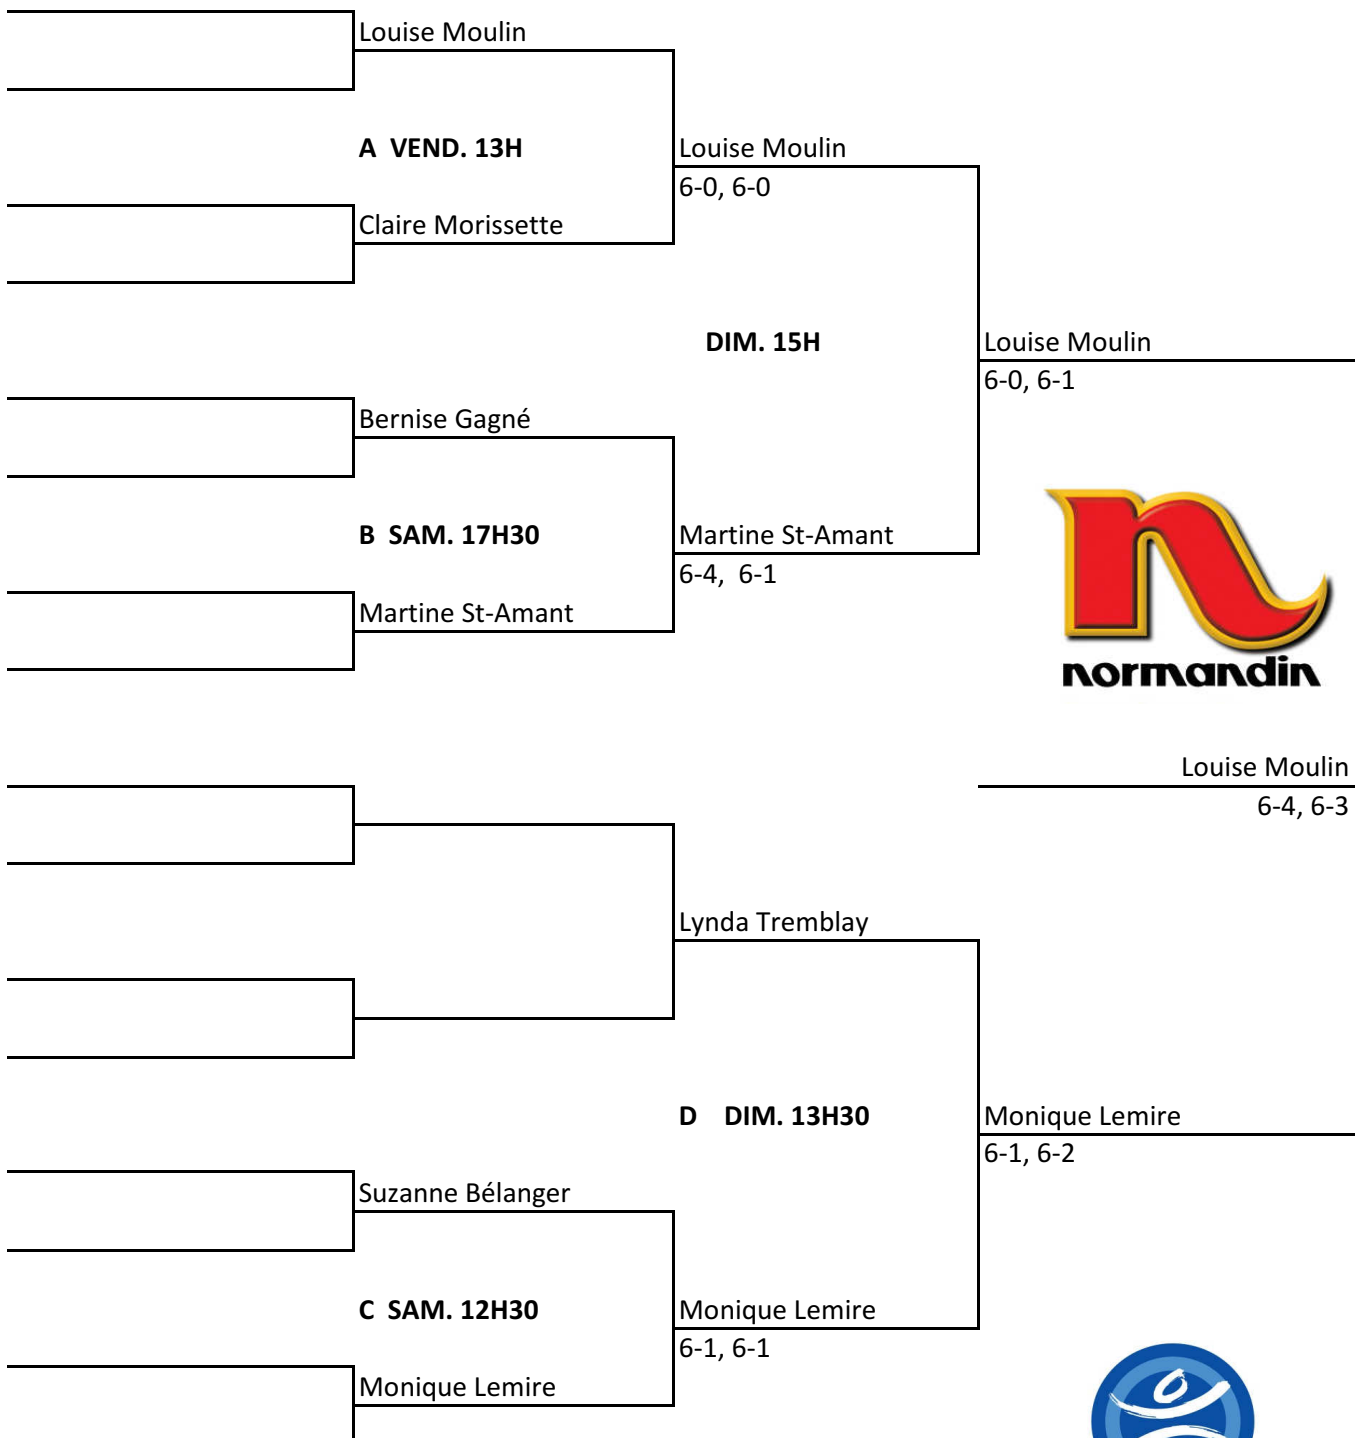 Louise Moulin
A VEND. 13H
Louise Moulin
6-0, 6-0
Claire Morissette
DIM. 15H
Louise Moulin
6-0, 6-1
Bernise Gagné
B SAM. 17H30
Martine St-Amant
6-4, 6-1
Martine St-Amant
normandin
Louise Moulin
6-4, 6-3
Lynda Tremblay
D DIM. 13H30
Monique Lemire
6-1, 6-2
Suzanne Bélanger
C SAM. 12H30
Monique Lemire
6-1, 6-1
Monique Lemire